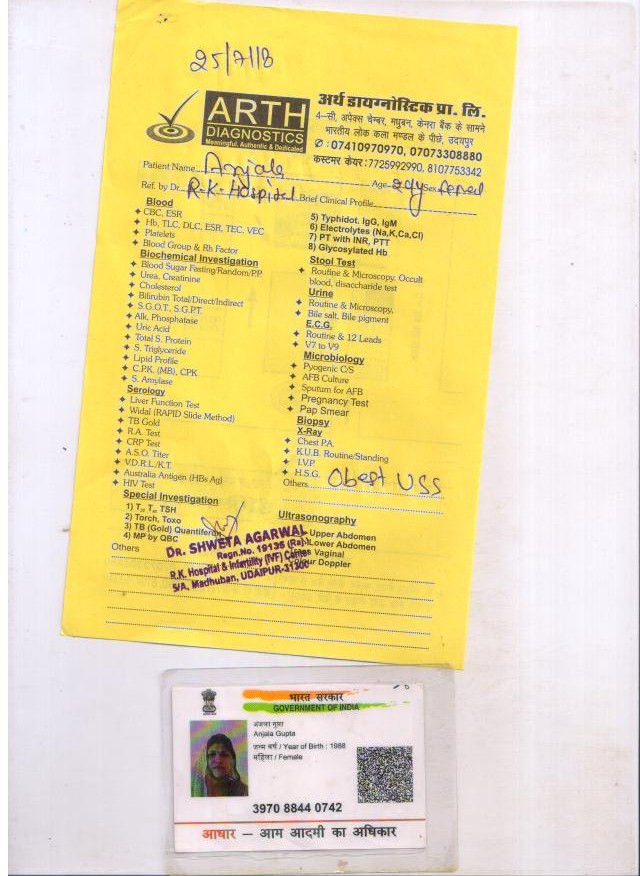 25/7/18
ARTH
DIAGNOSTICS
Meaningful, Authentic & Dedicated
अर्थ डायग्नोस्टिक प्रा. लि.
4-सी, अपेक्स चेम्बर, मधुबन, केनरा बैंक के सामने
भारतीय लोक कला मण्डल के पीछे, उदयपुर
07410970970, 07073308880
कस्टमर केयर : 7725992990, 8107753342
Patient Name Anjala Age Sex
Ref. by Dr. R.K. Hospital Brief Clinical Profile
Blood
CBC, ESR
Hb, TLC, DLC, ESR, TEC, VEC
Platelets
Blood Group & Rh Factor
Biochemical Investigation
Blood Sugar Fasting/Random/P.P.
Urea, Creatinine
Cholesterol
Bilirubin Total/Direct/Indirect
S.G.O.T., S.G.P.T.
Alk. Phosphatase
Uric Acid
Total S. Protein
S. Triglyceride
Lipid Profile
C.P.K. (MB), CPK
S. Amylase
Serology
Liver Function Test
Widal (RAPID Slide Method)
TB Gold
R.A. Test
CRP Test
A.S.O. Titer
V.D.R.L./K.T.
Australia Antigen (HBs Ag)
HIV Test
Special Investigation
1) T3, T4, TSH
2) Torch, Toxo
3) TB (Gold) Quantiferon
4) MP by QBC
Others
5) Typhidot. IgG, IgM
6) Electrolytes (Na,K,Ca,Cl)
7) PT with INR, PTT
8) Glycosylated Hb
Stool Test
Routine & Microscopy, Occult
blood, disaccharide test
Urine
Routine & Microscopy,
Bile salt, Bile pigment
E.C.G.
Routine & 12 Leads
V7 to V9
Microbiology
Pyogenic C/S
AFB Culture
Sputum for AFB
Pregnancy Test
Pap Smear
Biopsy
X-Ray
Chest P.A.
K.U.B. Routine/Standing
I.V.P.
H.S.G.
Others Obest USS
Ultrasonography
Upper Abdomen
Lower Abdomen
Vaginal
Doppler
Dr. SHWETA AGARWAL
Regn.No. 19135 (Raj.)
R.K. Hospital & Infertility (IVF) Centre
5/A, Madhuban, UDAIPUR-31300
भारत सरकार
GOVERNMENT OF INDIA
अंजला गुप्ता
Anjala Gupta
जन्म वर्ष / Year of Birth : 1988
महिला / Female
3970 8844 0742
आधार – आम आदमी का अधिकार